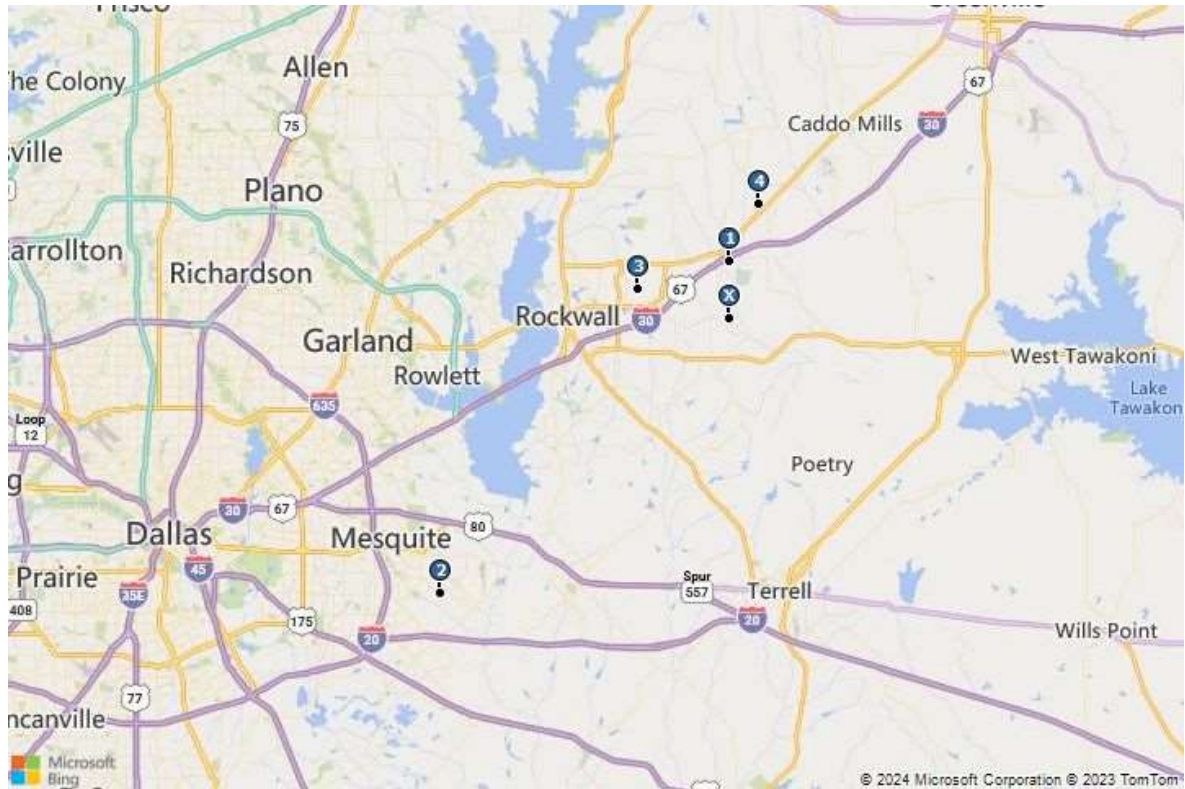 Allen
he Colony
75
67
Caddo Mills
30
sville
4
Plano
1
arrollton
Richardson
3
67
X
Rockwall
30
Garland
Rowlett
West Tawakoni
635
Lake
Tawakon
Loop
12
Poetry
g
30
67
80
Dallas
Mesquite
45
2
Prairie
35E
Spur
557
Terrell
408
175
20
20
Wills Point
77
ncanville
Microsoft
Bing
© 2024 Microsoft Corporation © 2023 TomTom